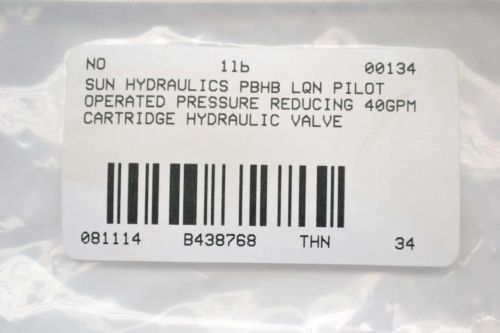 NO 1lb 00134
SUN HYDRAULICS PBHB LQN PILOT
OPERATED PRESSURE REDUCING 40GPM
CARTRIDGE HYDRAULIC VALVE
081114 B438768 THN 34